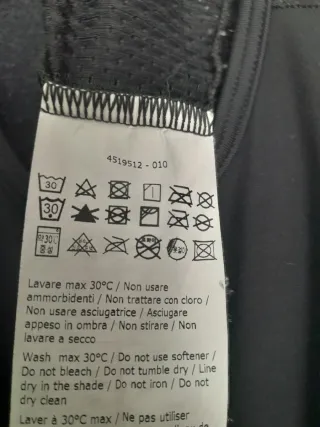 4519512 - 010
30
30
Lavare max 30°C / Non usare
ammorbidenti / Non trattare con cloro /
Non usare asciugatrice / Asciugare
appeso in ombra / Non stirare / Non
lavare a secco
Wash max 30°C / Do not use softener /
Do not bleach / Do not tumble dry / Line
dry in the shade / Do not iron / Do not
dry clean
Laver à 30°C max / Ne pas utiliser